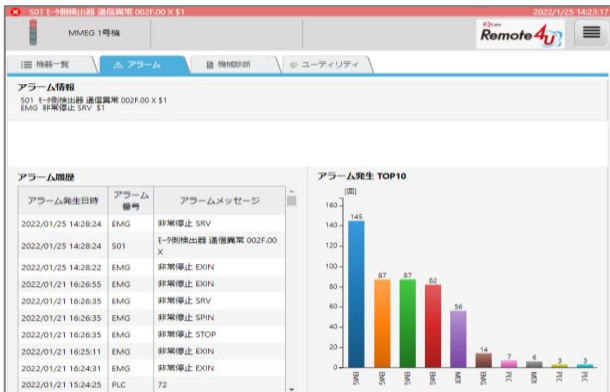 S01 ﾓｰﾀ側検出器 通信異常 002F.00 X $1
2022/1/25 14:23:17
MMEG 1号機
iQ Care
Remote 4U
機器一覧
アラーム
機械診断
ユーティリティ
アラーム情報
S01 ﾓｰﾀ側検出器 通信異常 002F.00 X $1
EMG 非常停止 SRV $1
アラーム履歴
アラーム発生日時 アラーム番号 アラームメッセージ
2022/01/25 14:28:24 EMG 非常停止 SRV
2022/01/25 14:28:24 S01 ﾓｰﾀ側検出器 通信異常 002F.00 X
2022/01/25 14:28:22 EMG 非常停止 EXIN
2022/01/21 16:26:55 EMG 非常停止 EXIN
2022/01/21 16:26:35 EMG 非常停止 SRV
2022/01/21 16:26:35 EMG 非常停止 SPIN
2022/01/21 16:26:35 EMG 非常停止 STOP
2022/01/21 16:25:11 EMG 非常停止 EXIN
2022/01/21 16:24:31 EMG 非常停止 EXIN
2022/01/21 15:24:25 PLC 72
アラーム発生 TOP10
[回]
160
140
120
100
80
60
40
20
0
145
87
87
82
56
14
7
6
3
3
EMG
EMG
EMG
EMG
MDI
EMG
PLC
MDI
PLC
PLC